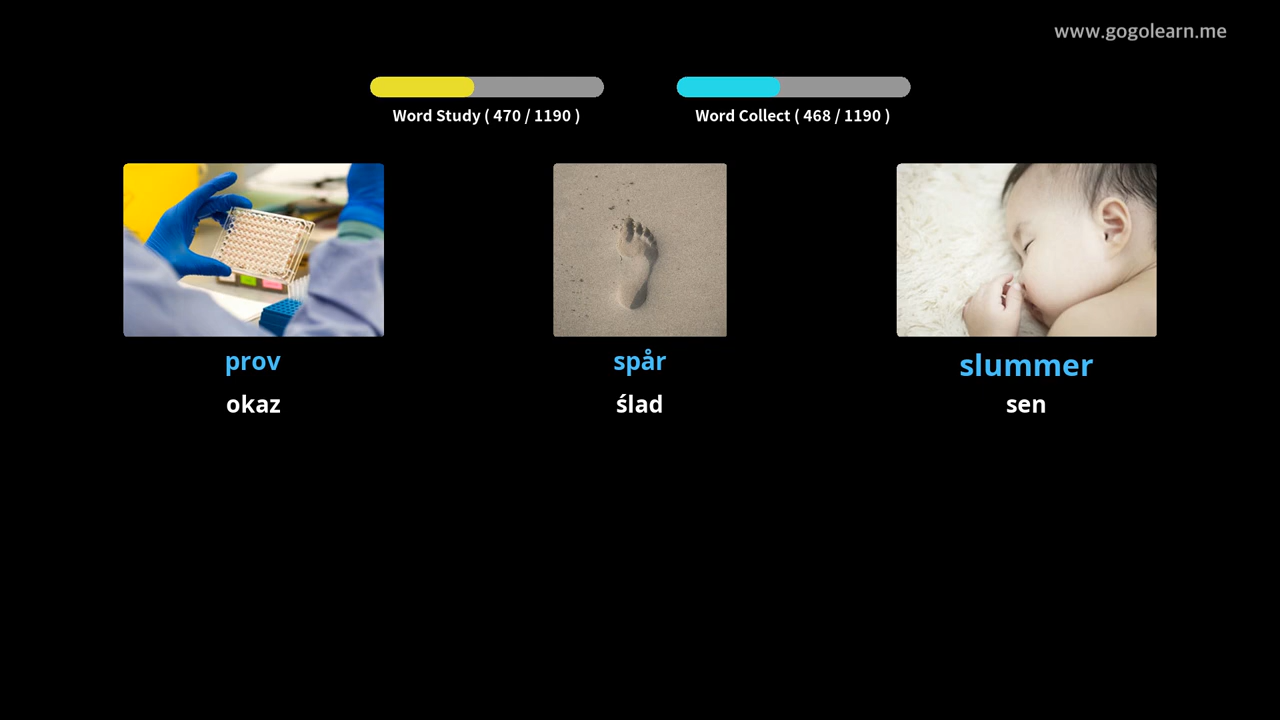 www.gogolearn.me
Word Study ( 470 / 1190 )
Word Collect ( 468 / 1190 )
prov
spår
slummer
okaz
ślad
sen